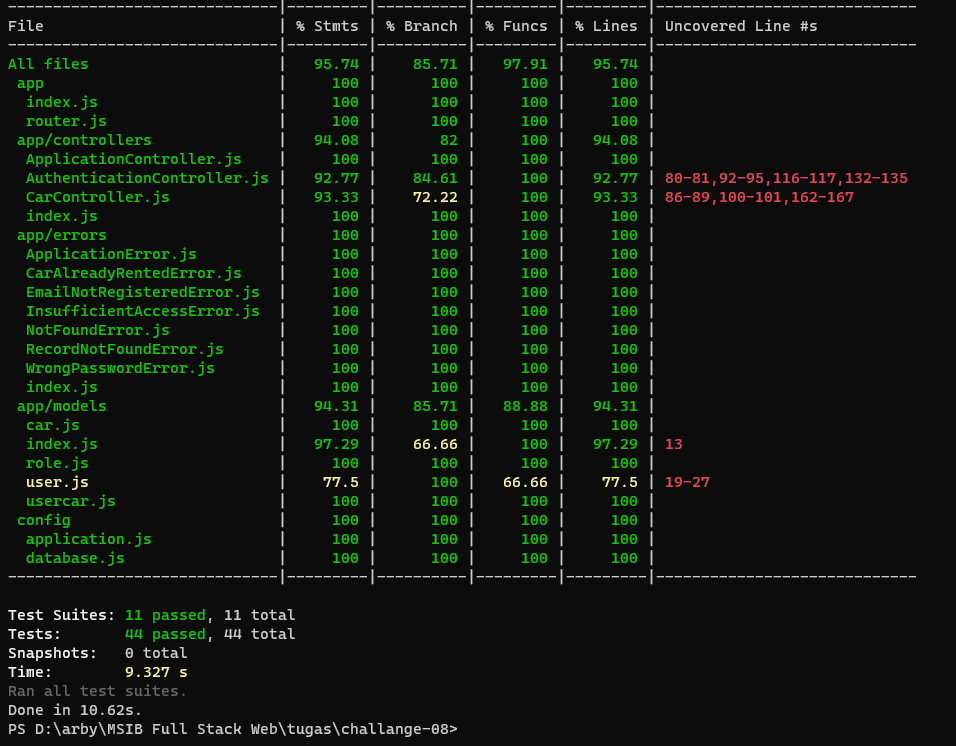 ----------------------------|---------|----------|---------|---------|-----------------------------
File                        | % Stmts | % Branch | % Funcs | % Lines | Uncovered Line #s
----------------------------|---------|----------|---------|---------|-----------------------------
All files                   |   95.74 |    85.71 |   97.91 |   95.74 |
 app                        |     100 |      100 |     100 |     100 |
  index.js                  |     100 |      100 |     100 |     100 |
  router.js                 |     100 |      100 |     100 |     100 |
 app/controllers            |   94.08 |       82 |     100 |   94.08 |
  ApplicationController.js  |     100 |      100 |     100 |     100 |
  AuthenticationController.js |   92.77 |    84.61 |     100 |   92.77 | 80-81,92-95,116-117,132-135
  CarController.js          |   93.33 |    72.22 |     100 |   93.33 | 86-89,100-101,162-167
  index.js                  |     100 |      100 |     100 |     100 |
 app/errors                 |     100 |      100 |     100 |     100 |
  ApplicationError.js       |     100 |      100 |     100 |     100 |
  CarAlreadyRentedError.js  |     100 |      100 |     100 |     100 |
  EmailNotRegisteredError.js |     100 |      100 |     100 |     100 |
  InsufficientAccessError.js |     100 |      100 |     100 |     100 |
  NotFoundError.js          |     100 |      100 |     100 |     100 |
  RecordNotFoundError.js    |     100 |      100 |     100 |     100 |
  WrongPasswordError.js     |     100 |      100 |     100 |     100 |
  index.js                  |     100 |      100 |     100 |     100 |
 app/models                 |   94.31 |    85.71 |   88.88 |   94.31 |
  car.js                    |     100 |      100 |     100 |     100 |
  index.js                  |   97.29 |    66.66 |     100 |   97.29 | 13
  role.js                   |     100 |      100 |     100 |     100 |
  user.js                   |    77.5 |      100 |   66.66 |    77.5 | 19-27
  usercar.js                |     100 |      100 |     100 |     100 |
 config                     |     100 |      100 |     100 |     100 |
  application.js            |     100 |      100 |     100 |     100 |
  database.js               |     100 |      100 |     100 |     100 |
----------------------------|---------|----------|---------|---------|-----------------------------
Test Suites: 11 passed, 11 total
Tests:       44 passed, 44 total
Snapshots:   0 total
Time:        9.327 s
Ran all test suites.
Done in 10.62s.
PS D:\arby\MSIB Full Stack Web\tugas\challange-08>